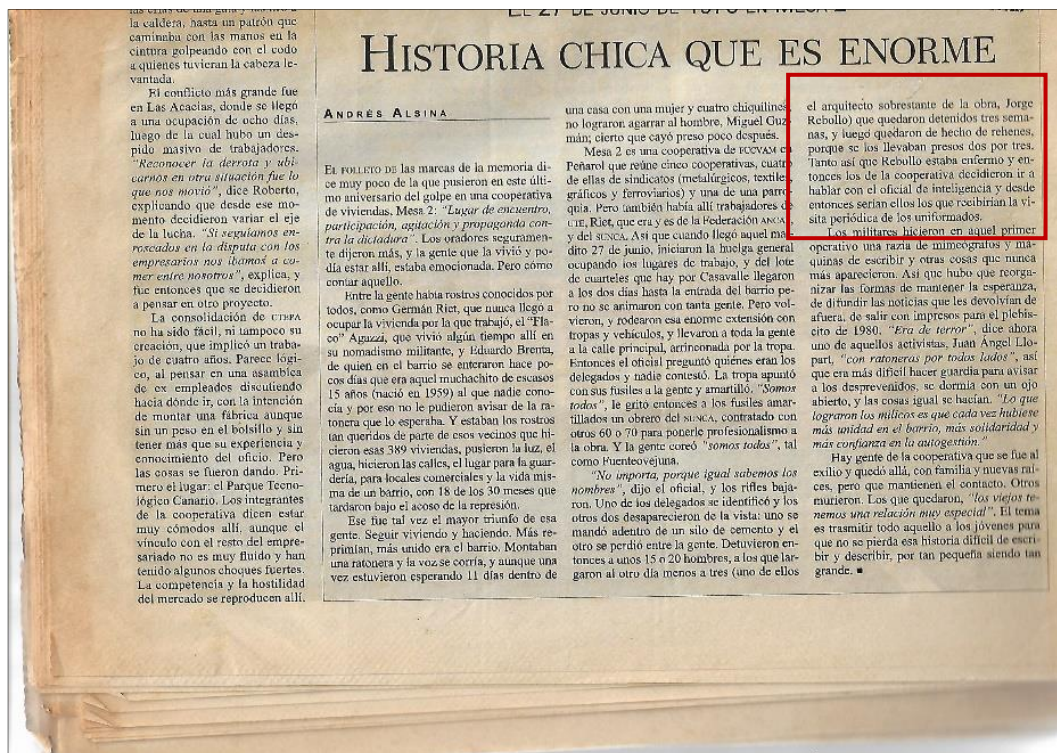 la caldera, hasta un patrón que
caminaba con las manos en la
cintura golpeando con el codo
a quienes tuvieran la cabeza le-
vantada.
El conflicto más grande fue
en Las Acacias, donde se llegó
a una ocupación de ocho días,
luego de la cual hubo un des-
pido masivo de trabajadores.
"Reconocer la derrota y ubi-
carnos en otra situación fue lo
que nos movió", dice Roberto,
explicando que desde ese mo-
mento decidieron variar el eje
de la lucha. "Si seguíamos en-
roscados en la disputa con los
empresarios nos íbamos a co-
mer entre nosotros", explica, y
fue entonces que se decidieron
a pensar en otro proyecto.
La consolidación de CTEPA
no ha sido fácil, ni tampoco su
creación, que implicó un traba-
jo de cuatro años. Parece lógi-
co, al pensar en una asamblea
de ex empleados discutiendo
hacia dónde ir, con la intención
de montar una fábrica aunque
sin un peso en el bolsillo y sin
tener más que su experiencia y
conocimiento del oficio. Pero
las cosas se fueron dando. Pri-
mero el lugar: el Parque Tecno-
lógico Canario. Los integrantes
de la cooperativa dicen estar
muy cómodos allí, aunque el
vínculo con el resto del empre-
sariado no es muy fluido y han
tenido algunos choques fuertes.
La competencia y la hostilidad
del mercado se reproducen allí.
EL 27 DE JUNIO DE EN MESA 2
HISTORIA CHICA QUE ES ENORME
ANDRÉS ALSINA
EL FOLLETO DE las marcas de la memoria di-
ce muy poco de la que pusieron en este últi-
mo aniversario del golpe en una cooperativa
de viviendas, Mesa 2: "Lugar de encuentro,
participación, agitación y propaganda con-
tra la dictadura". Los oradores seguramen-
te dijeron más, y la gente que la vivió y po-
día estar allí, estaba emocionada. Pero cómo
contar aquello.
Entre la gente había rostros conocidos por
todos, como Germán Riet, que nunca llegó a
ocupar la vivienda por la que trabajó, el "Fla-
co" Aguzzi, que vivió algún tiempo allí en
su nomadismo militante, y Eduardo Brenta,
de quien en el barrio se enteraron hace po-
cos días que era aquel muchachito de escasos
15 años (nació en 1959) al que nadie cono-
cía y por eso no le pudieron avisar de la ra-
tonera que lo esperaba. Y estaban los rostros
tan queridos de parte de esos vecinos que hi-
cieron esas 389 viviendas, pusieron la luz, el
agua, hicieron las calles, el lugar para la guar-
dería, para locales comerciales y la vida mis-
ma de un barrio, con 18 de los 30 meses que
tardaron bajo el acoso de la represión.
Ese fue tal vez el mayor triunfo de esa
gente. Seguir viviendo y haciendo. Más re-
primían, más unido era el barrio. Montaban
una ratonera y la voz se corría, y aunque una
vez estuvieron esperando 11 días dentro de
una casa con una mujer y cuatro chiquilines,
no lograron agarrar al hombre, Miguel Guz-
mán; cierto que cayó preso poco después.
Mesa 2 es una cooperativa de FUCVAM en
Peñarol que reúne cinco cooperativas, cuatro
de ellas de sindicatos (metalúrgicos, textiles,
gráficos y ferroviarios) y una de una parro-
quia. Pero también había allí trabajadores de
UTE, Riet, que era y es de la Federación ANCAP,
y del SUNCA. Así que cuando llegó aquel mal-
dito 27 de junio, iniciaron la huelga general
ocupando los lugares de trabajo, y del lote
de cuarteles que hay por Casavalle llegaron
a los dos días hasta la entrada del barrio pe-
ro no se animaron con tanta gente. Pero vol-
vieron, y rodearon esa enorme extensión con
tropas y vehículos, y llevaron a toda la gente
a la calle principal, arrinconada por la tropa.
Entonces el oficial preguntó quiénes eran los
delegados y nadie contestó. La tropa apuntó
con sus fusiles a la gente y amartilló. "Somos
todos", le gritó entonces a los fusiles amar-
fillados un obrero del SUNCA, contratado con
otros 60 o 70 para ponerle profesionalismo a
la obra. Y la gente coreó "somos todos", tal
como Fuenteovejuna.
"No importa, porque igual sabemos los
nombres", dijo el oficial, y los rifles baja-
ron. Uno de los delegados se identificó y los
otros dos desaparecieron de la vista: uno se
mandó adentro de un silo de cemento y el
otro se perdió entre la gente. Detuvieron en-
tonces a unos 15 o 20 hombres, a los que lar-
garon al otro día menos a tres (uno de ellos
el arquitecto sobrestante de la obra, Jorge
Rebollo) que quedaron detenidos tres sema-
nas, y luego quedaron de hecho de rehenes,
porque se los llevaban presos dos por tres.
Tanto así que Rebullo estaba enfermo y en-
tonces los de la cooperativa decidieron ir a
hablar con el oficial de inteligencia y desde
entonces serían ellos los que recibirían la vi-
sita periódica de los uniformados.
Los militares hicieron en aquel primer
operativo una razia de mimeógrafos y má-
quinas de escribir y otras cosas que nunca
más aparecieron. Así que hubo que reorga-
nizar las formas de mantener la esperanza,
de difundir las noticias que les devolvían de
afuera, de salir con impresos para el plebis-
cito de 1980. "Era de terror", dice ahora
uno de aquellos activistas, Juan Ángel Llo-
part, "con ratoneras por todos lados", así
que era más difícil hacer guardia para avisar
a los desprevenidos, se dormía con un ojo
abierto, y las cosas igual se hacían. "Lo que
lograron los milicos es que cada vez hubiese
más unidad en el barrio, más solidaridad y
más confianza en la autogestión."
Hay gente de la cooperativa que se fue al
exilio y quedó allá, con familia y nuevas raí-
ces, pero que mantienen el contacto. Otros
murieron. Los que quedaron, "los viejos te-
nemos una relación muy especial". El tema
es trasmitir todo aquello a los jóvenes para
que no se pierda esa historia difícil de escri-
bir y describir, por tan pequeña siendo tan
grande. ■